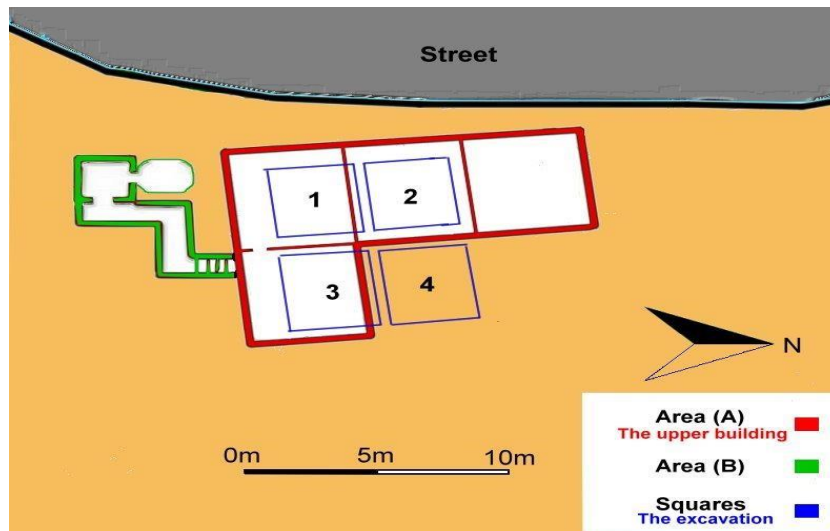 Street
1
2
3
4
N
0m 5m 10m
Area (A)
The upper building
Area (B)
Squares
The excavation